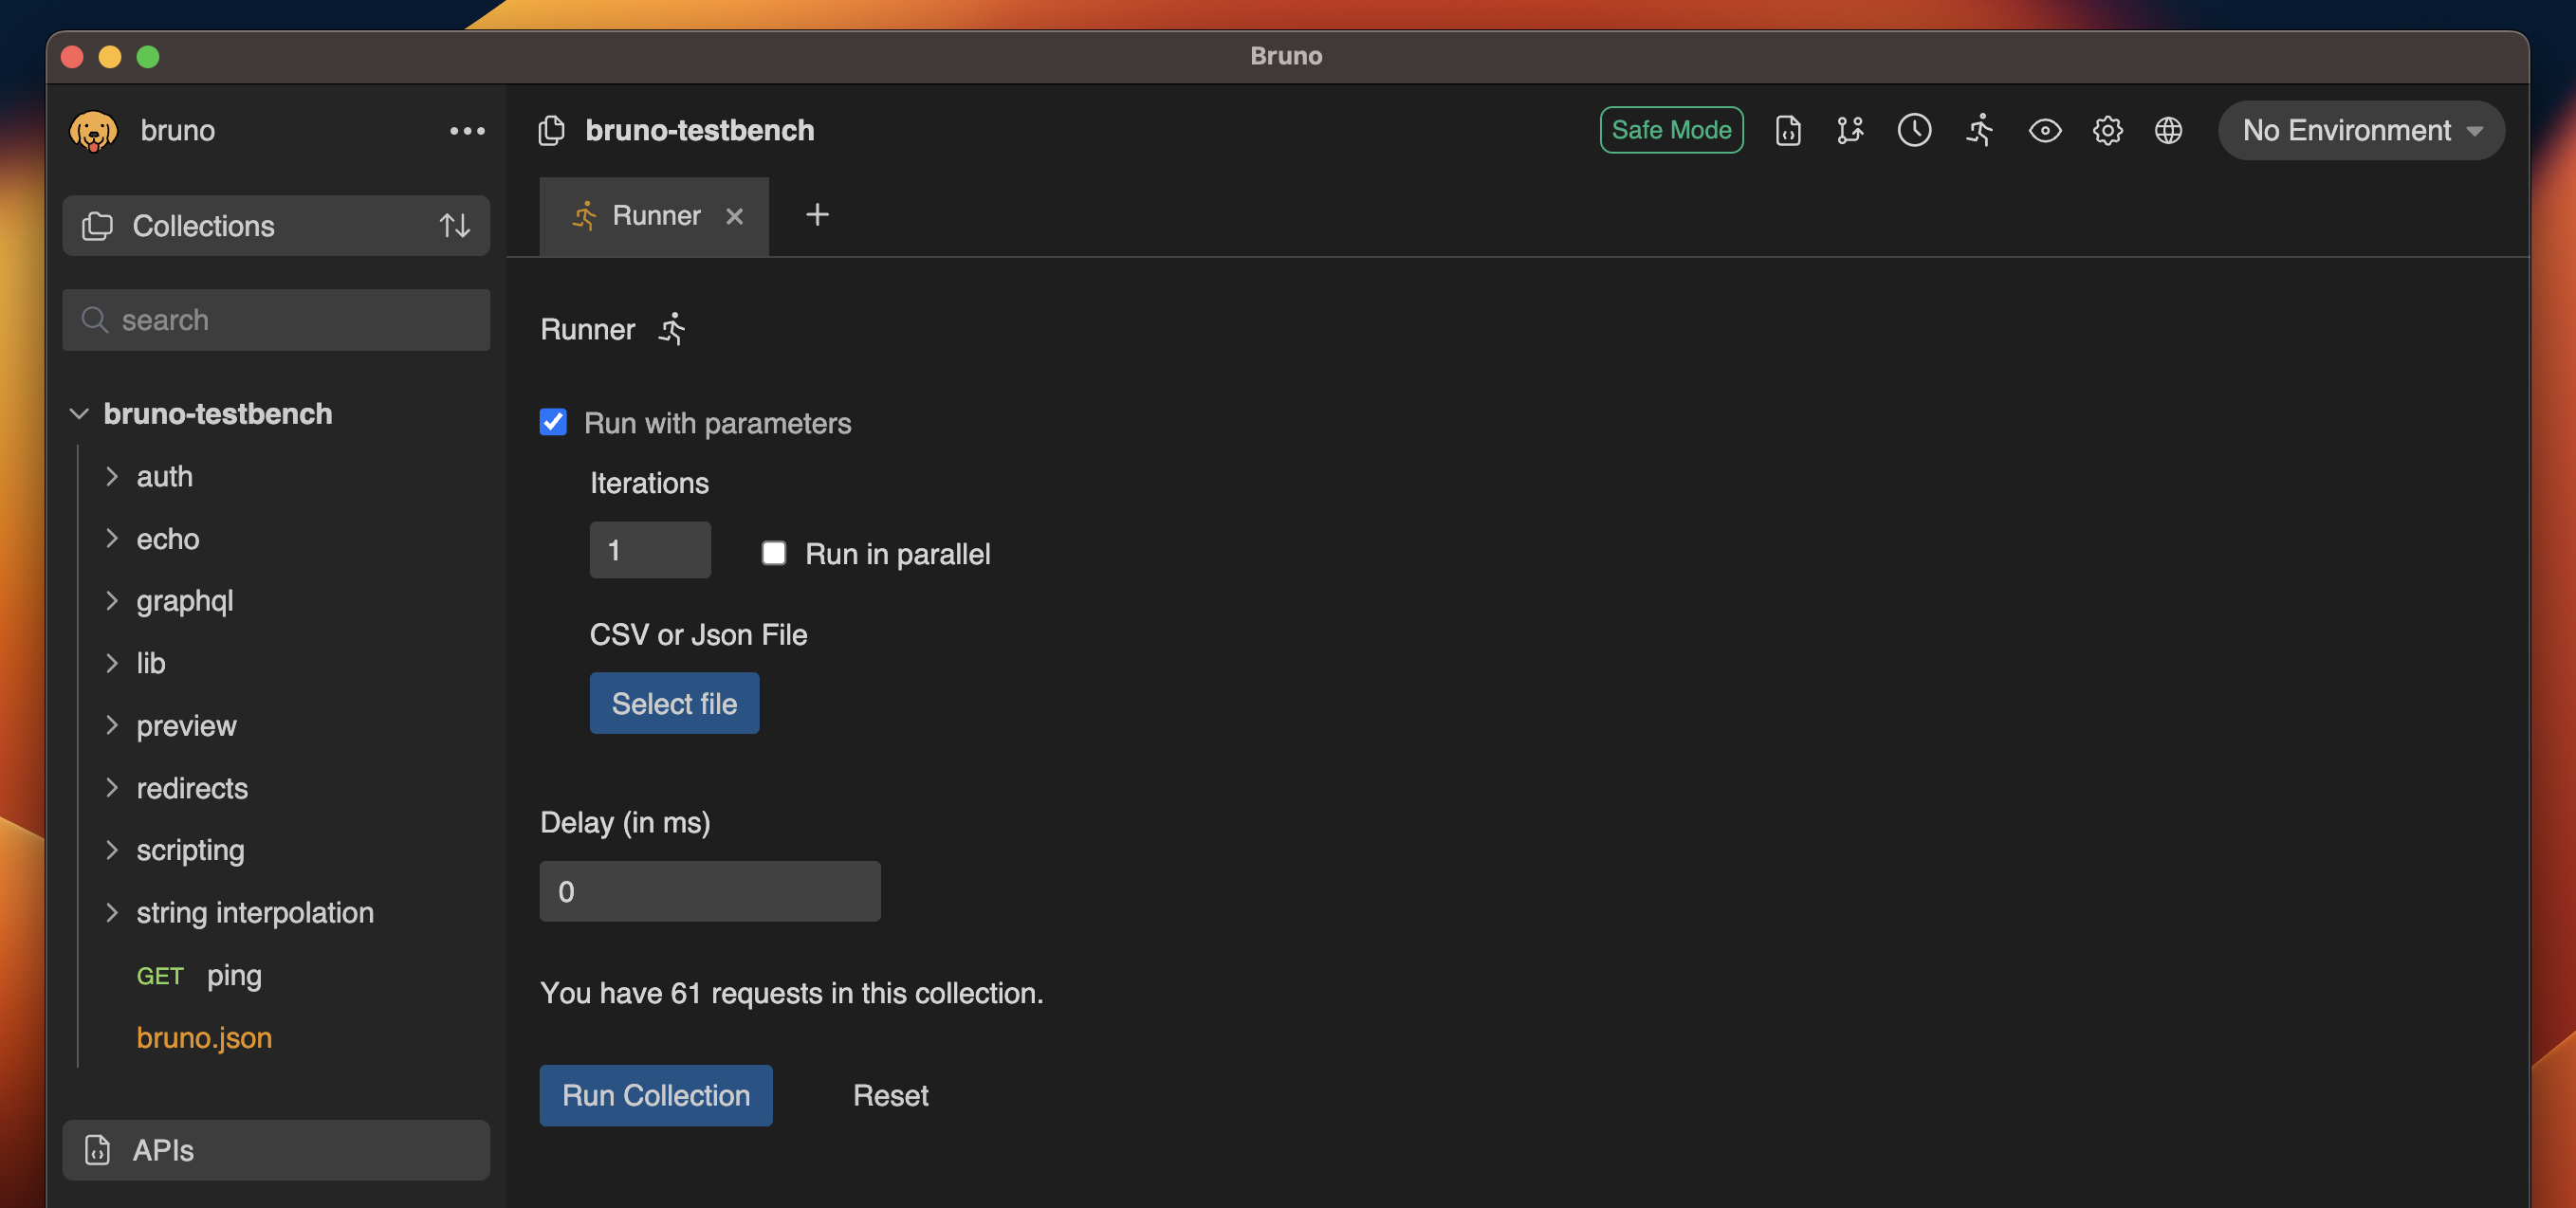 Bruno
bruno
Collections
search
bruno-testbench
auth
echo
graphql
lib
preview
redirects
scripting
string interpolation
GET ping
bruno.json
APIs
bruno-testbench
Safe Mode
No Environment
Runner
Runner
Run with parameters
Iterations
1
Run in parallel
CSV or Json File
Select file
Delay (in ms)
0
You have 61 requests in this collection.
Run Collection
Reset